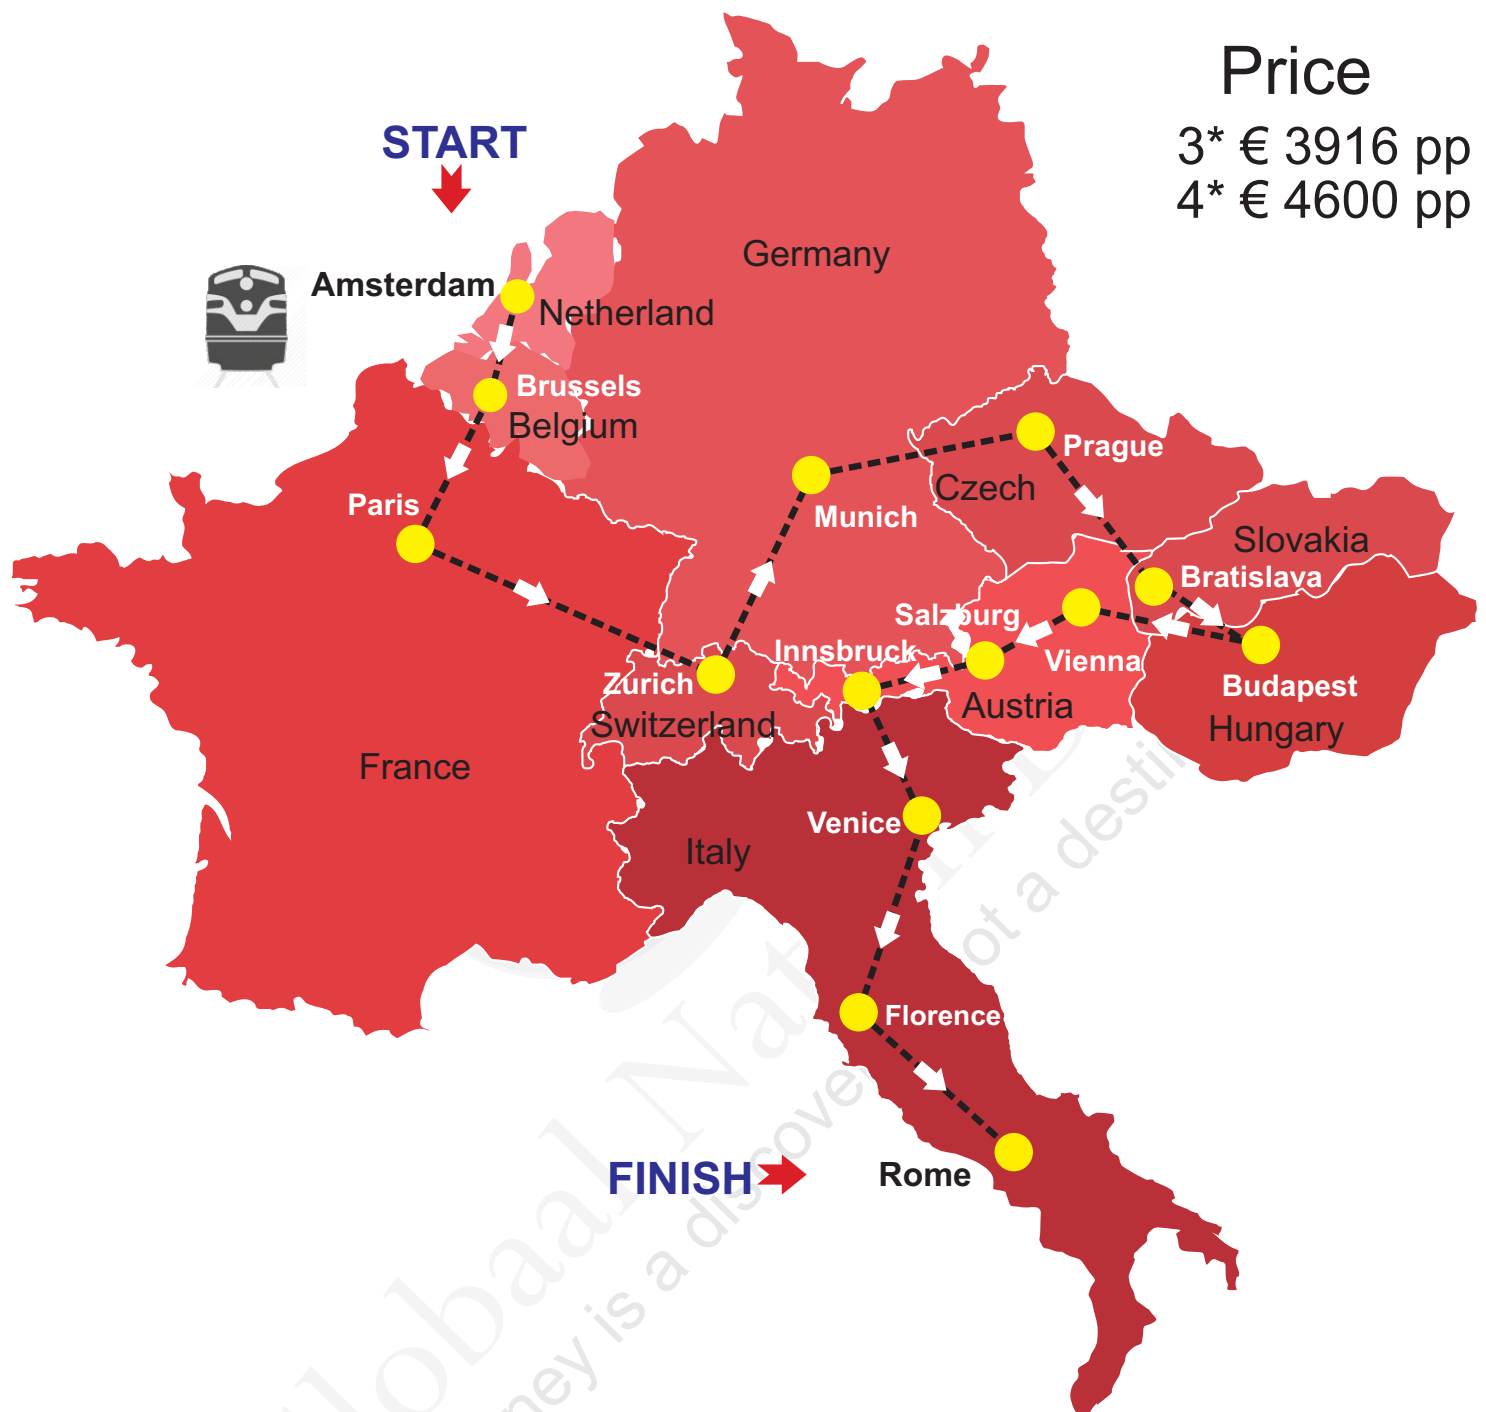 Price
3* € 3916 pp
4* € 4600 pp
START
Germany
Amsterdam
Netherland
Brussels
Belgium
Prague
Czech
Paris
Munich
Slovakia
Bratislava
Salzburg
Innsbruck
Vienna
Zurich
Budapest
Switzerland
Austria
Hungary
France
Venice
Italy
Florence
FINISH
Rome